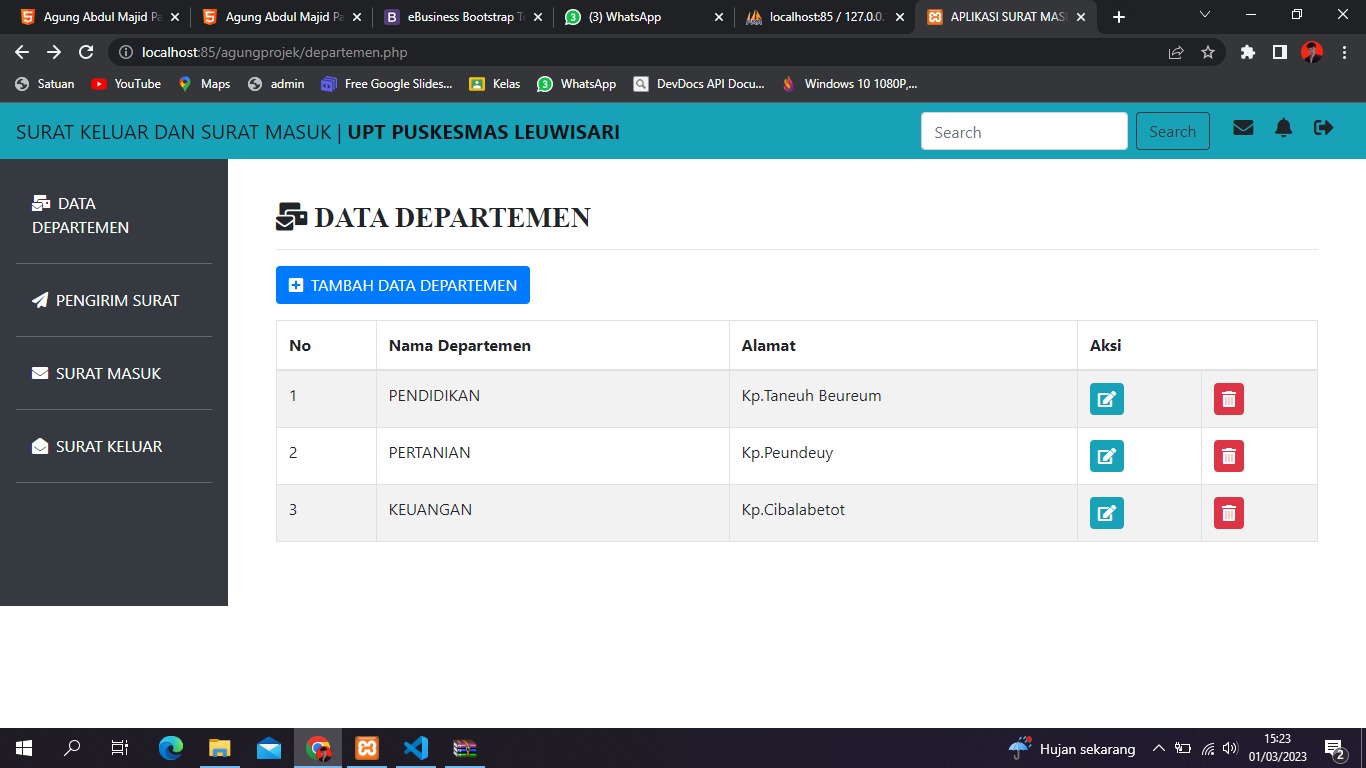 Agung Abdul Majid Pa
Agung Abdul Majid Pa
eBusiness Bootstrap Te
(3) WhatsApp
localhost:85 / 127.0.0.
APLIKASI SURAT MAS
localhost:85/agungprojek/departemen.php
Satuan
YouTube
Maps
admin
Free Google Slides...
Kelas
WhatsApp
DevDocs API Docu...
Windows 10 1080P,...
SURAT KELUAR DAN SURAT MASUK | UPT PUSKESMAS LEUWISARI
Search
Search
DATA
DEPARTEMEN
PENGIRIM SURAT
SURAT MASUK
SURAT KELUAR
DATA DEPARTEMEN
TAMBAH DATA DEPARTEMEN
No Nama Departemen Alamat Aksi
1 PENDIDIKAN Kp.Taneuh Beureum
2 PERTANIAN Kp.Peundeuy
3 KEUANGAN Kp.Cibalabetot
Hujan sekarang
15:23
01/03/2023
2